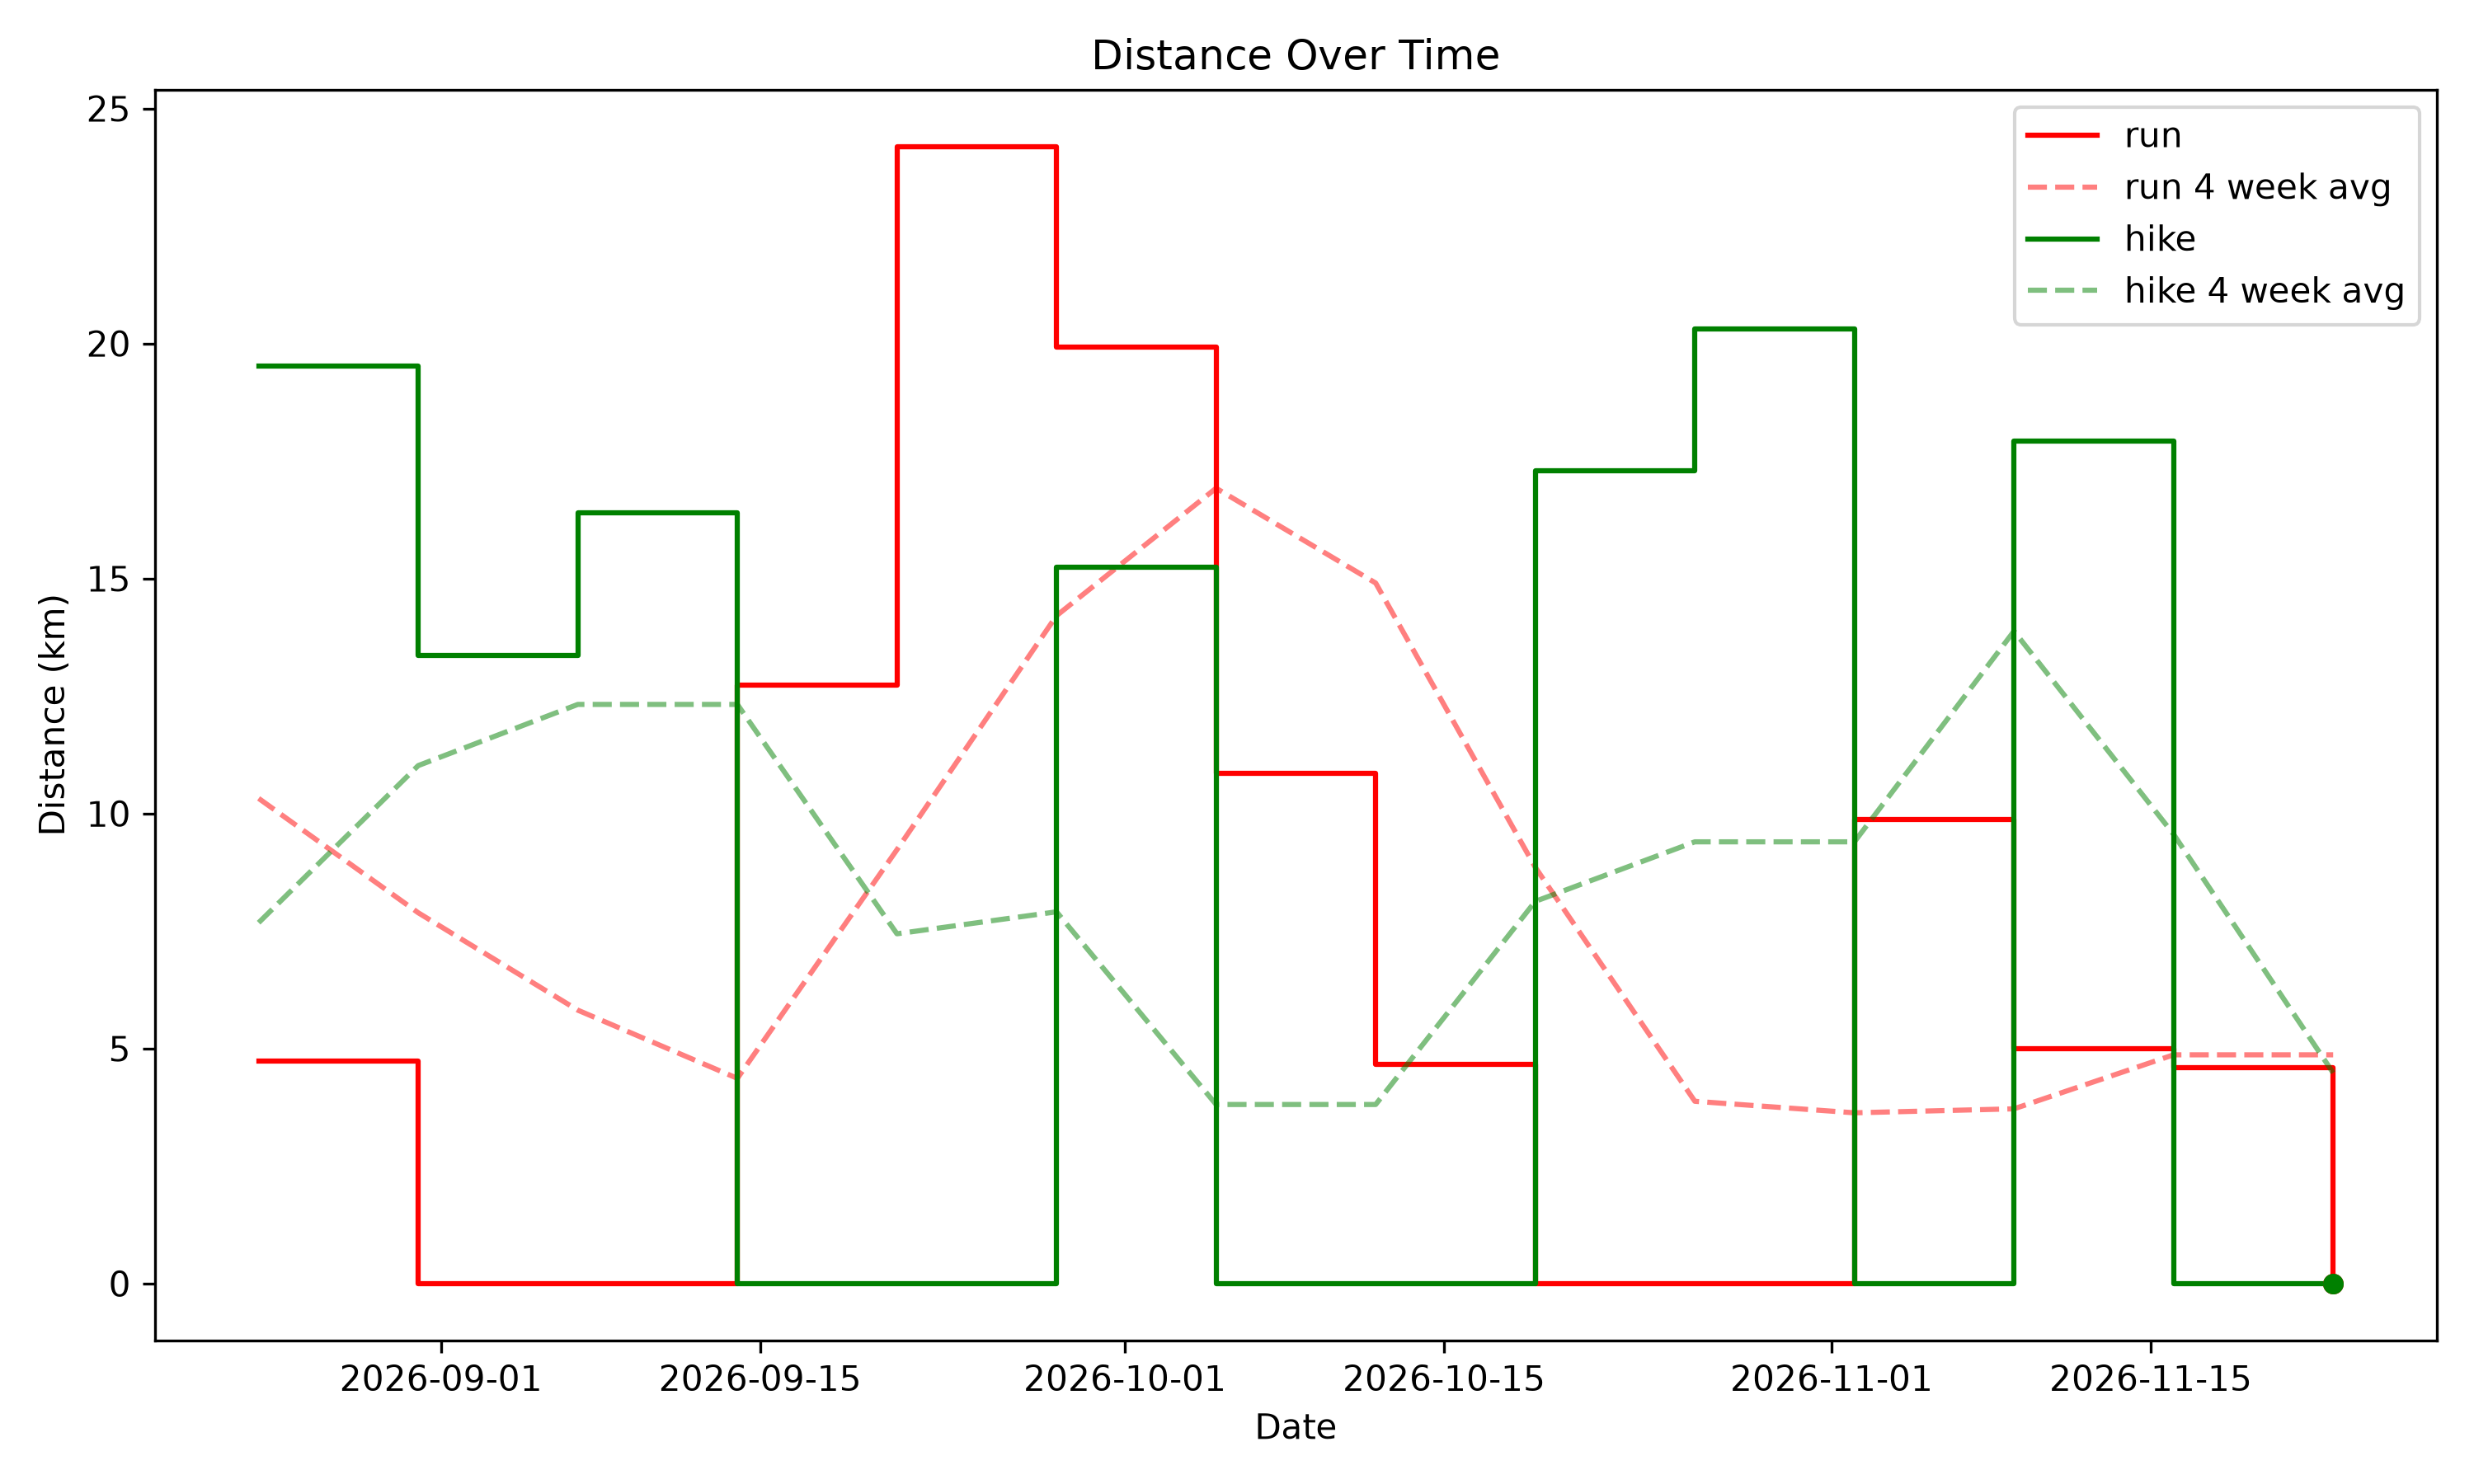 Distance Over Time
run
run 4 week avg
hike
hike 4 week avg
Distance (km)
25
20
15
10
5
0
2026-09-01 2026-09-15 2026-10-01 2026-10-15 2026-11-01 2026-11-15
Date